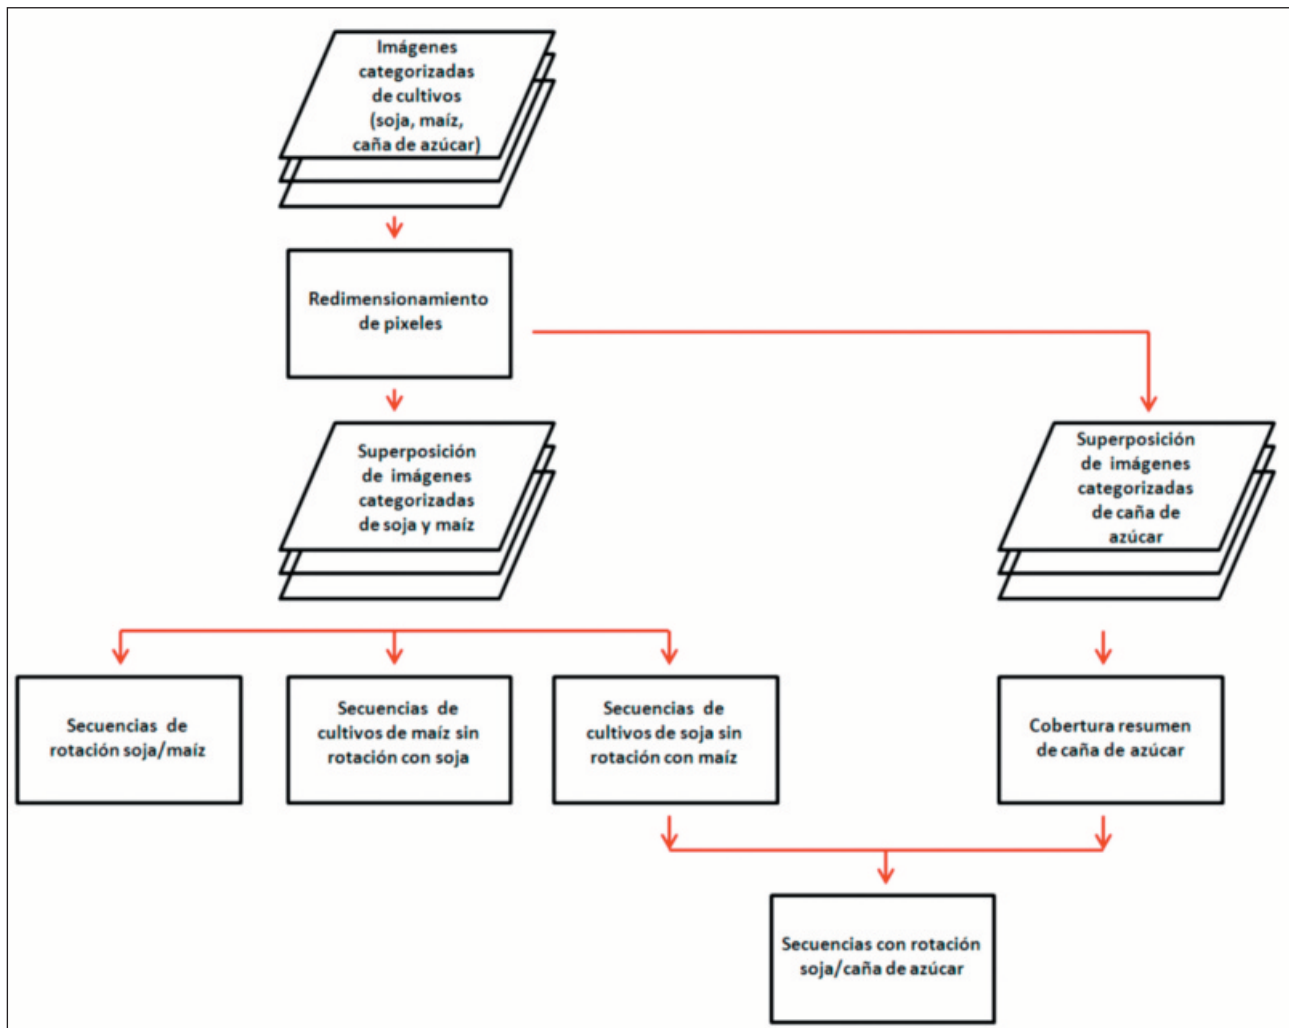 Imágenes
categorizadas
de cultivos
(soja, maíz,
caña de azúcar)
Redimensionamiento
de pixeles
Superposición
de imágenes
categorizadas
de soja y maíz
Superposición
de imágenes
categorizadas
de caña de
azúcar
Secuencias de
rotación soja/maíz
Secuencias de
cultivos de maíz sin
rotación con soja
Secuencias de
cultivos de soja sin
rotación con maíz
Cobertura resumen
de caña de azúcar
Secuencias con rotación
soja/caña de azúcar